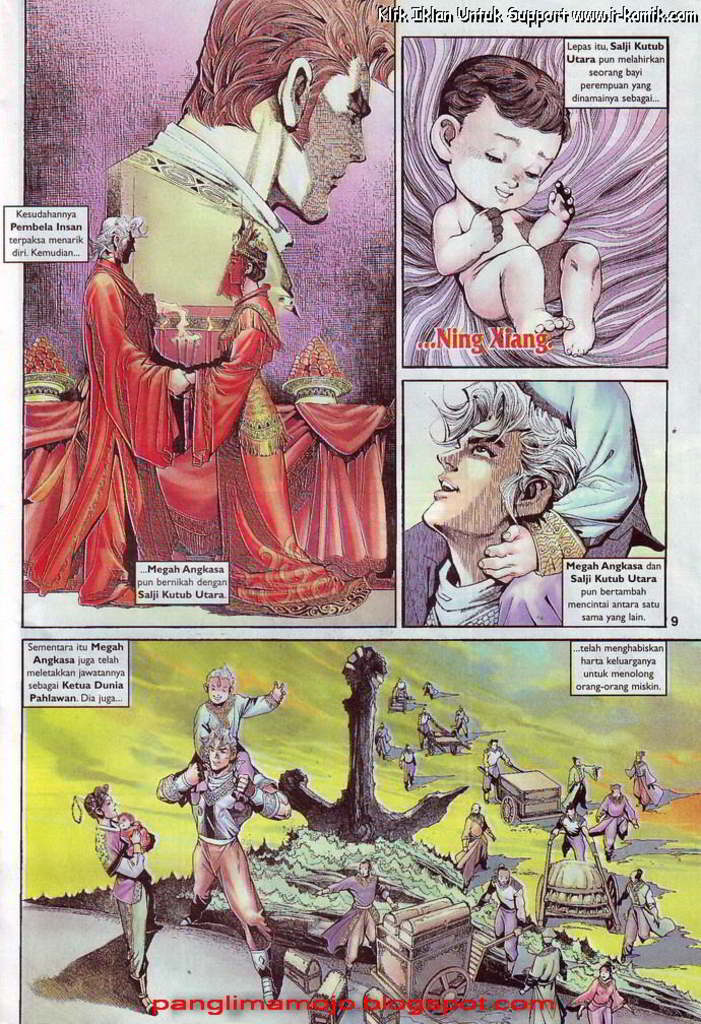 Klik Iklan Untuk Support www.ir-komik.com
Kesudahannya
Pembela Insan
terpaksa menarik
diri. Kemudian...
...Megah Angkasa
pun bernikah dengan
Salji Kutub Utara.
Lepas itu, Salji Kutub
Utara pun melahirkan
seorang bayi
perempuan yang
dinamainya sebagai...
...Ning Xiang.
Megah Angkasa dan
Salji Kutub Utara
pun bertambah
mencintai antara satu
sama yang lain.
9
Sementara itu Megah
Angkasa juga telah
meletakkan jawatannya
sebagai Ketua Dunia
Pahlawan. Dia juga...
...telah menghabiskan
harta keluarganya
untuk menolong
orang-orang miskin.
panglimamojo.blogspot.com